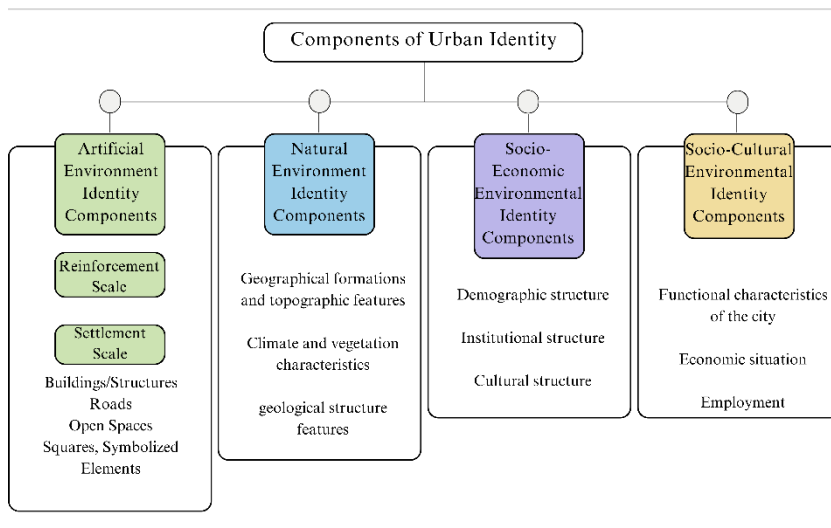 Components of Urban Identity
Artificial
Environment
Identity
Components
Reinforcement
Scale
Settlement
Scale
Buildings/Structures
Roads
Open Spaces
Squares, Symbolized
Elements
Natural
Environment
Identity
Components
Geographical formations
and topographic features
Climate and vegetation
characteristics
geological structure
features
Socio-
Economic
Environmental
Identity
Components
Demographic structure
Institutional structure
Cultural structure
Socio-Cultural
Environmental
Identity
Components
Functional characteristics
of the city
Economic situation
Employment